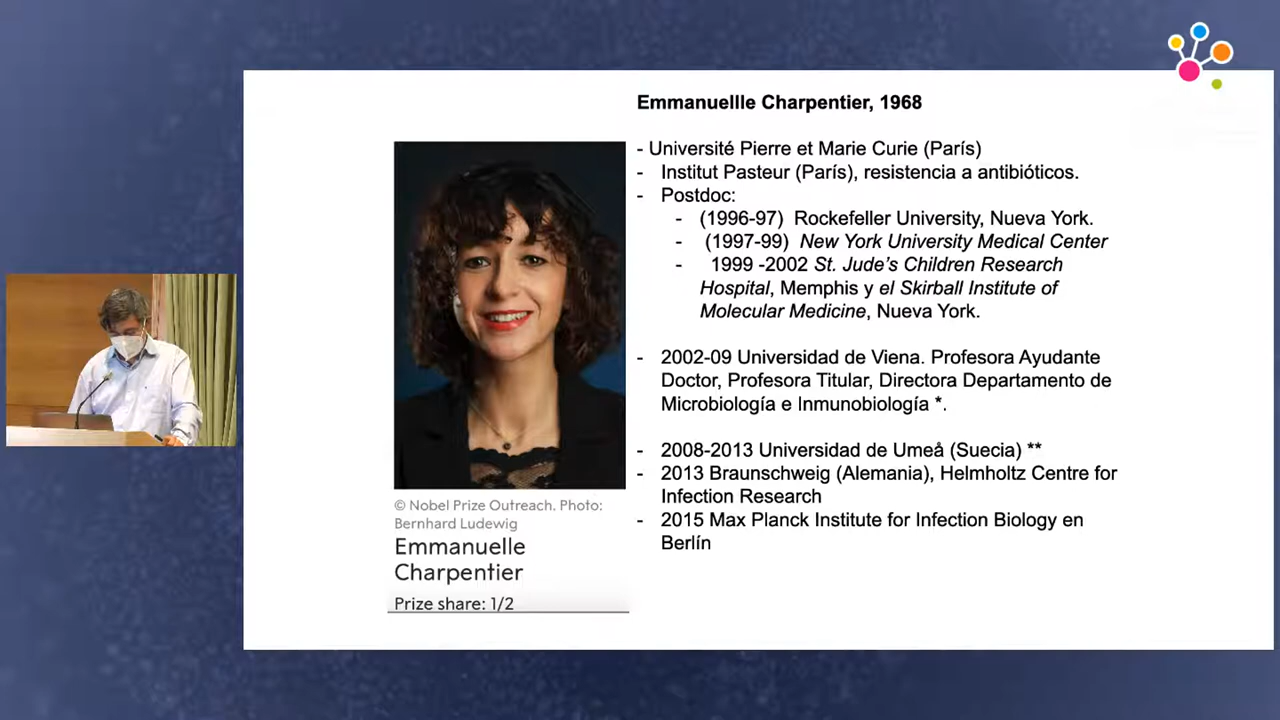 Emmanuellle Charpentier, 1968
- Université Pierre et Marie Curie (París)
- Institut Pasteur (París), resistencia a antibióticos.
- Postdoc:
- (1996-97) Rockefeller University, Nueva York.
- (1997-99) New York University Medical Center
- 1999 -2002 St. Jude's Children Research
Hospital, Memphis y el Skirball Institute of
Molecular Medicine, Nueva York.
- 2002-09 Universidad de Viena. Profesora Ayudante
Doctor, Profesora Titular, Directora Departamento de
Microbiología e Inmunobiología *.
- 2008-2013 Universidad de Umeå (Suecia) **
- 2013 Braunschweig (Alemania), Helmholtz Centre for
Infection Research
- 2015 Max Planck Institute for Infection Biology en
Berlín
© Nobel Prize Outreach. Photo:
Bernhard Ludewig
Emmanuelle
Charpentier
Prize share: 1/2